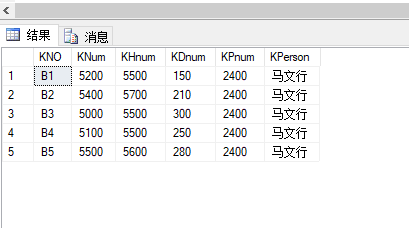 结果 消息
KNO KNum KHnum KDnum KPnum KPerson
1 B1 5200 5500 150 2400 马文行
2 B2 5400 5700 210 2400 马文行
3 B3 5000 5500 300 2400 马文行
4 B4 5100 5500 250 2400 马文行
5 B5 5500 5600 280 2400 马文行